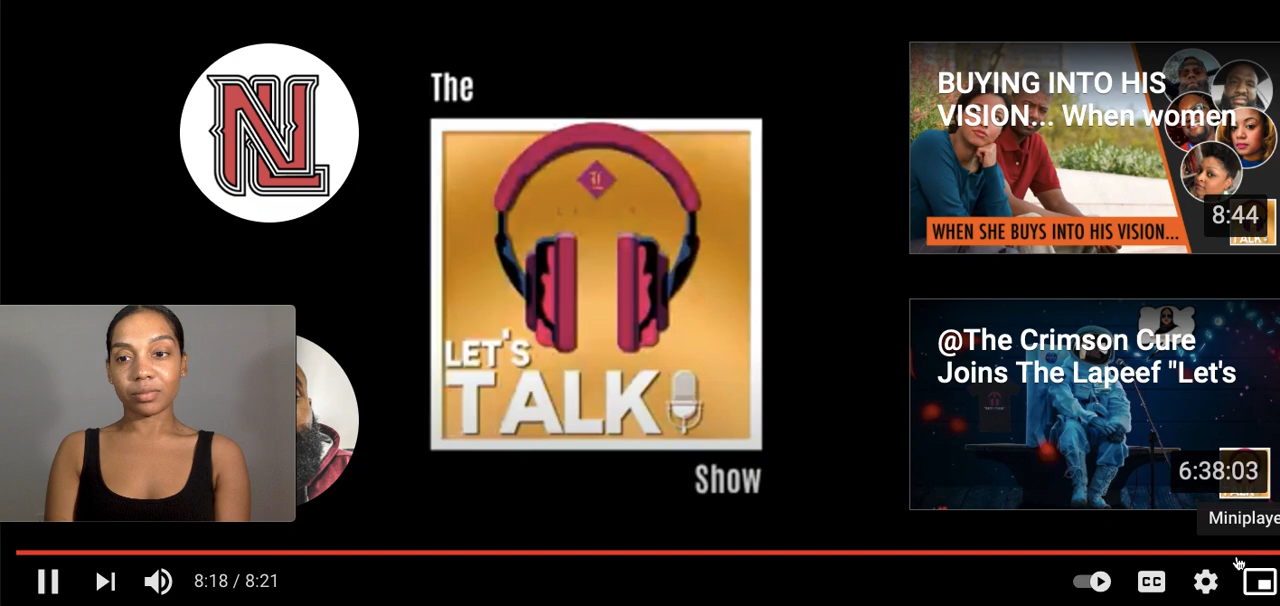 NL
The
LET'S
TALK
Show
BUYING INTO HIS
VISION... When women
WHEN SHE BUYS INTO HIS VISION...
8:44
TALK
@The Crimson Cure
Joins The Lapeef "Let's
6:38:03
Miniplaye
8:18 / 8:21
CC